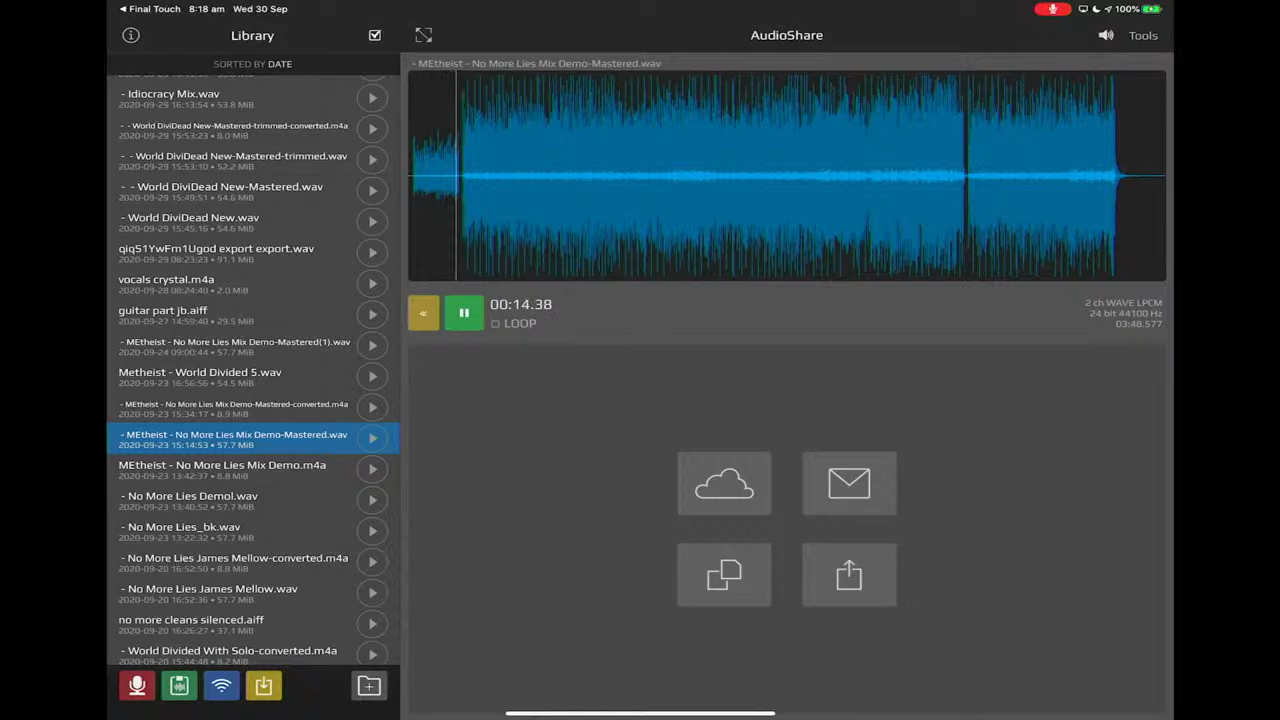 ◀ Final Touch 8:18 am Wed 30 Sep 100%
Library
AudioShare
Tools
SORTED BY DATE
- Idiocracy Mix.wav
2020-09-29 16:13:54 • 53.8 MiB
- - World DiviDead New-Mastered-trimmed-converted.m4a
2020-09-29 15:53:23 • 8.0 MiB
- - World DiviDead New-Mastered-trimmed.wav
2020-09-29 15:53:10 • 52.2 MiB
- - World DiviDead New-Mastered.wav
2020-09-29 15:49:51 • 54.6 MiB
- World DiviDead New.wav
2020-09-29 15:45:16 • 54.6 MiB
qiqS1YwFm1Ugod export export.wav
2020-09-29 08:23:23 • 91.1 MiB
vocals crystal.m4a
2020-09-28 08:24:40 • 2.0 MiB
guitar part jb.aiff
2020-09-27 14:59:40 • 29.5 MiB
- MEtheist - No More Lies Mix Demo-Mastered(1).wav
2020-09-24 09:00:44 • 57.7 MiB
Metheist - World Divided 5.wav
2020-09-23 16:56:56 • 54.5 MiB
- MEtheist - No More Lies Mix Demo-Mastered-converted.m4a
2020-09-23 15:34:17 • 8.9 MiB
- MEtheist - No More Lies Mix Demo-Mastered.wav
2020-09-23 15:14:53 • 57.7 MiB
MEtheist - No More Lies Mix Demo.m4a
2020-09-23 13:42:37 • 8.8 MiB
- No More Lies Demol.wav
2020-09-23 13:40:52 • 57.7 MiB
- No More Lies_bk.wav
2020-09-23 13:22:32 • 57.7 MiB
- No More Lies James Mellow-converted.m4a
2020-09-20 16:52:50 • 8.8 MiB
- No More Lies James Mellow.wav
2020-09-20 16:52:36 • 57.7 MiB
no more cleans silenced.aiff
2020-09-20 16:26:27 • 37.1 MiB
- World Divided With Solo-converted.m4a
2020-09-20 15:44:48 • 8.2 MiB
- MEtheist - No More Lies Mix Demo-Mastered.wav
00:14.38
LOOP
2 ch WAVE LPCM
24 bit 44100 Hz
03:48.577